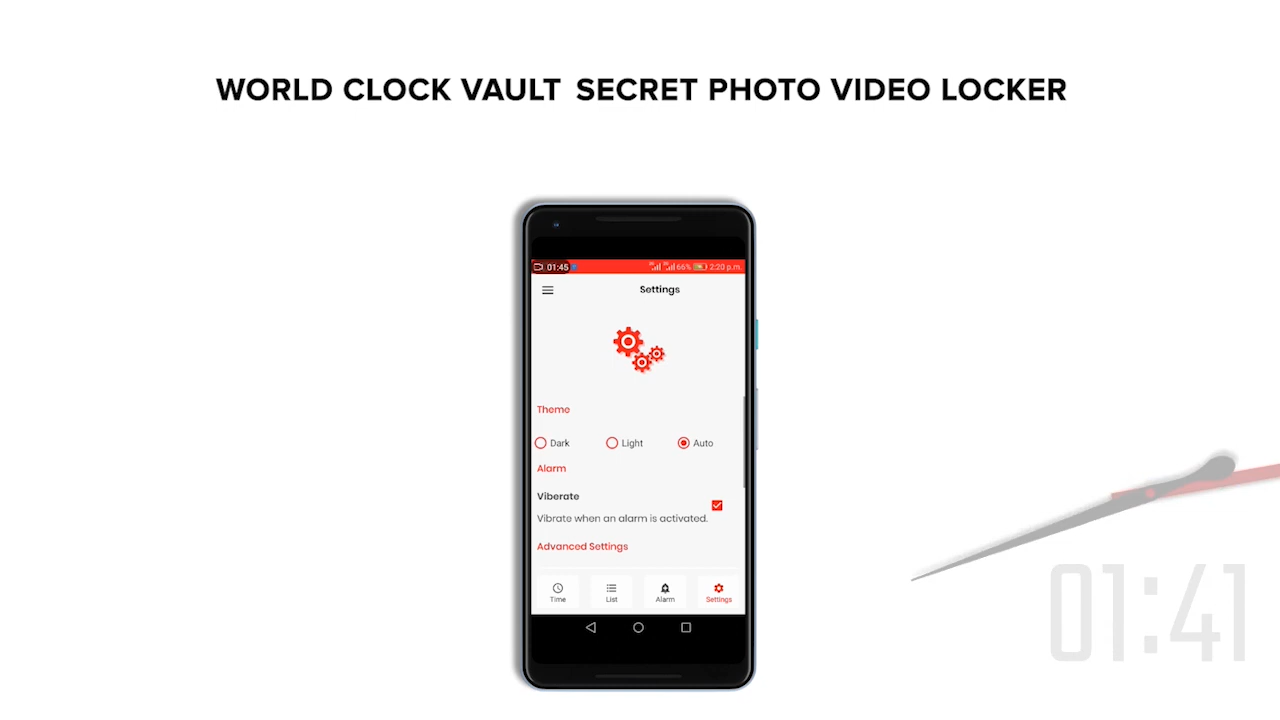 WORLD CLOCK VAULT SECRET PHOTO VIDEO LOCKER
01:45 66% 2:20 p.m.
Settings
Theme
Dark Light Auto
Alarm
Viberate
Vibrate when an alarm is activated.
Advanced Settings
Time List Alarm Settings
01:41